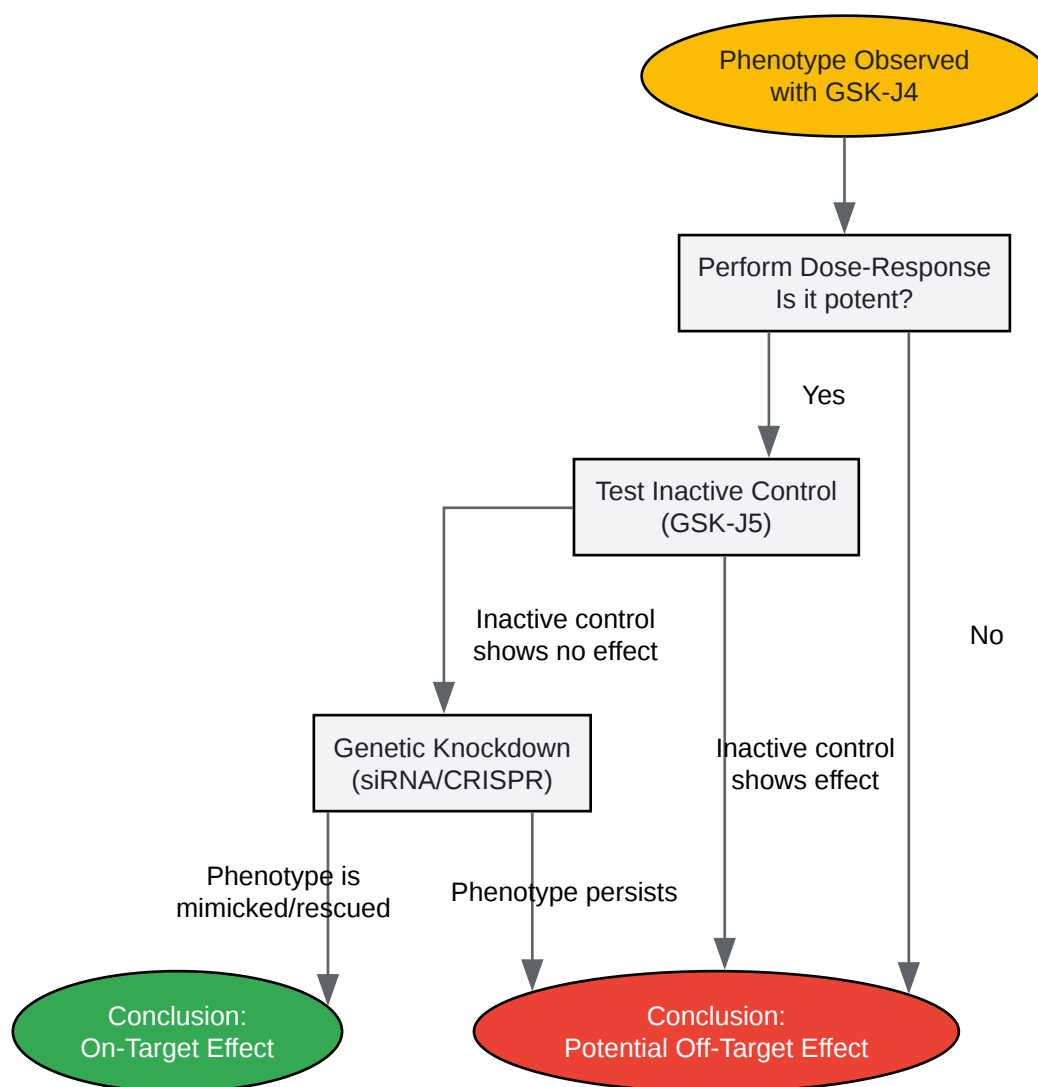 Phenotype Observed
with GSK-J4
Perform Dose-Response
Is it potent?
Yes
Test Inactive Control
(GSK-J5)
Inactive control
shows no effect
No
Genetic Knockdown
(siRNA/CRISPR)
Inactive control
shows effect
Phenotype is
mimicked/rescued
Phenotype persists
Conclusion:
On-Target Effect
Conclusion:
Potential Off-Target Effect